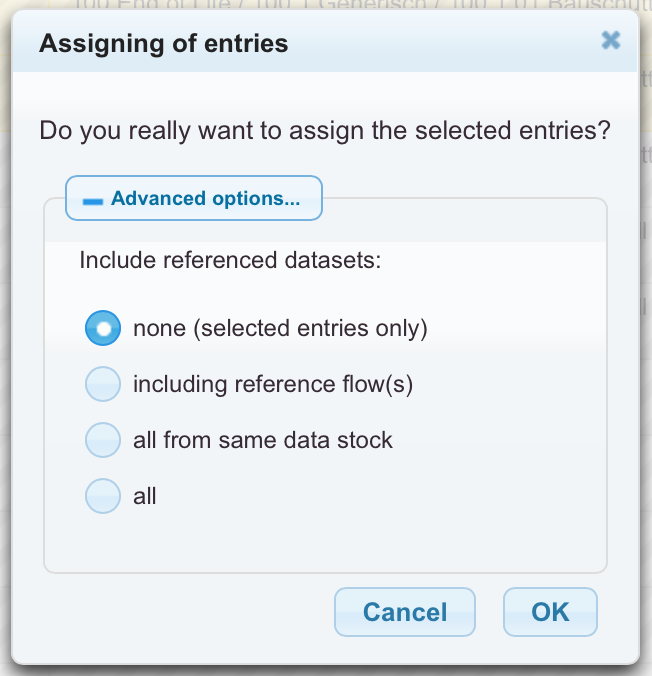 Assigning of entries
Do you really want to assign the selected entries?
Advanced options...
Include referenced datasets:
none (selected entries only)
including reference flow(s)
all from same data stock
all
Cancel
OK